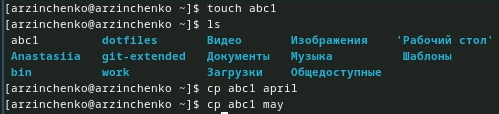 [arzinchenko@arzinchenko ~]$ touch abc1
[arzinchenko@arzinchenko ~]$ ls
abc1 dotfiles Видео Изображения 'Рабочий стол'
Anastasiia git-extended Документы Музыка Шаблоны
bin work Загрузки Общедоступные
[arzinchenko@arzinchenko ~]$ cp abc1 april
[arzinchenko@arzinchenko ~]$ cp abc1 may